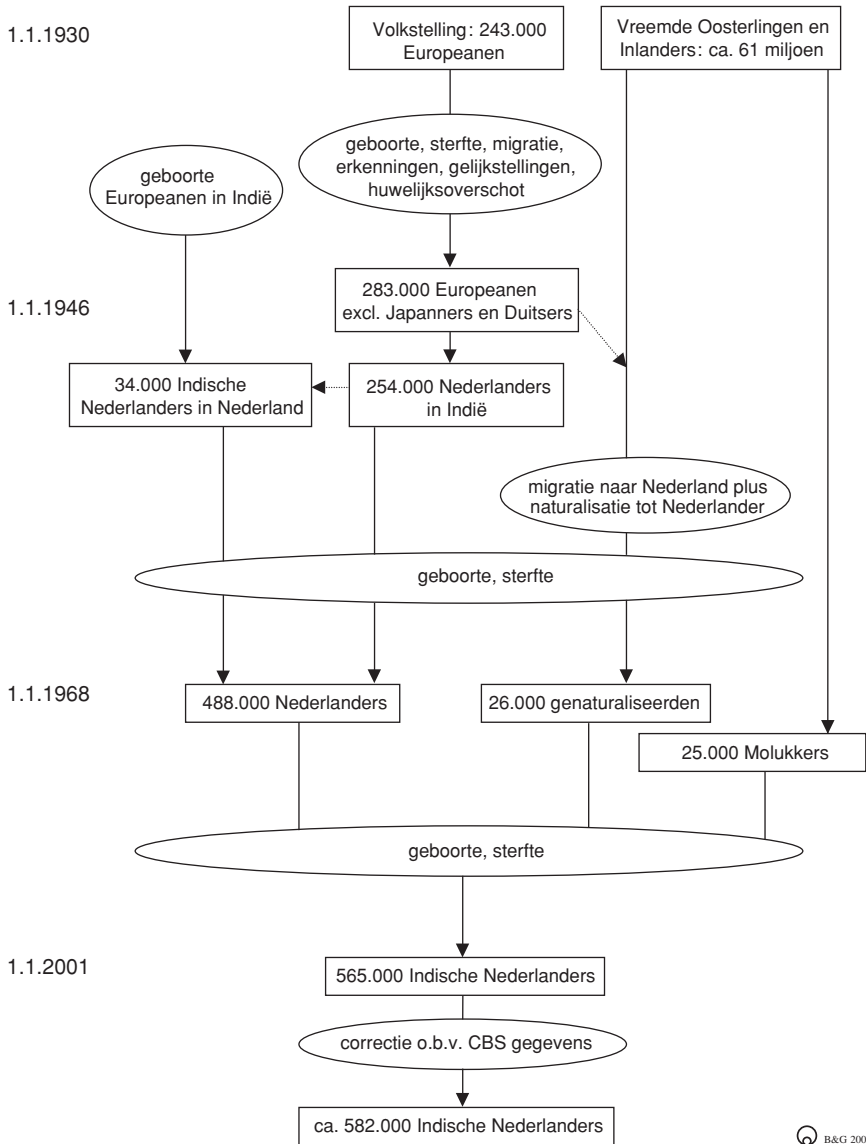 1.1.1930
Volkstelling: 243.000
Europeanen
Vreemde Oosterlingen en
Inlanders: ca. 61 miljoen
geboorte, sterfte, migratie,
erkenningen, gelijkstellingen,
huwelijksoverschot
geboorte
Europeanen in Indië
1.1.1946
283.000 Europeanen
excl. Japanners en Duitsers
34.000 Indische
Nederlanders in Nederland
254.000 Nederlanders
in Indië
migratie naar Nederland plus
naturalisatie tot Nederlander
geboorte, sterfte
1.1.1968
488.000 Nederlanders
26.000 genaturaliseerden
25.000 Molukkers
geboorte, sterfte
1.1.2001
565.000 Indische Nederlanders
correctie o.b.v. CBS gegevens
ca. 582.000 Indische Nederlanders